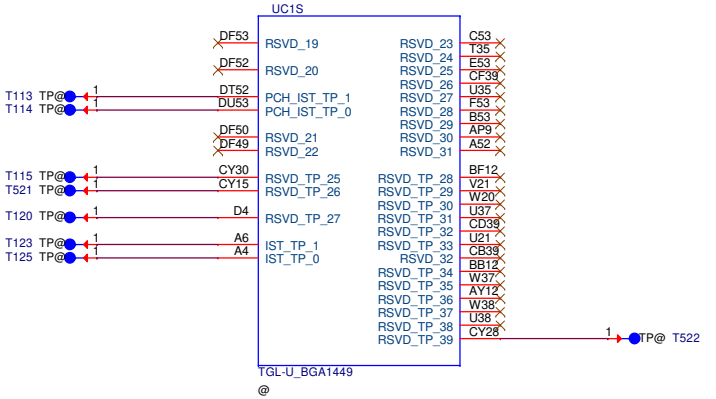 UC1S
DF53 RSVD_19 RSVD_23 C53
RSVD_24 T35
DF52 RSVD_20 RSVD_25 E53
RSVD_26 CF39
T113 TP@ 1 DT52 PCH_IST_TP_1 RSVD_27 U35
T114 TP@ 1 DU53 PCH_IST_TP_0 RSVD_28 F53
RSVD_29 B53
DF50 RSVD_21 RSVD_30 AP9
DF49 RSVD_22 RSVD_31 A52
T115 TP@ 1 CY30 RSVD_TP_25 RSVD_TP_28 BF12
T521 TP@ 1 CY15 RSVD_TP_26 RSVD_TP_29 V21
RSVD_TP_30 W20
T120 TP@ 1 D4 RSVD_TP_27 RSVD_TP_31 U37
RSVD_TP_32 CD39
T123 TP@ 1 A6 IST_TP_1 RSVD_TP_33 U21
T125 TP@ 1 A4 IST_TP_0 RSVD_32 CB39
RSVD_TP_34 BB12
RSVD_TP_35 W37
RSVD_TP_36 AY12
RSVD_TP_37 W38
RSVD_TP_38 U38
RSVD_TP_39 CY28 1 TP@ T522
TGL-U_BGA1449
@